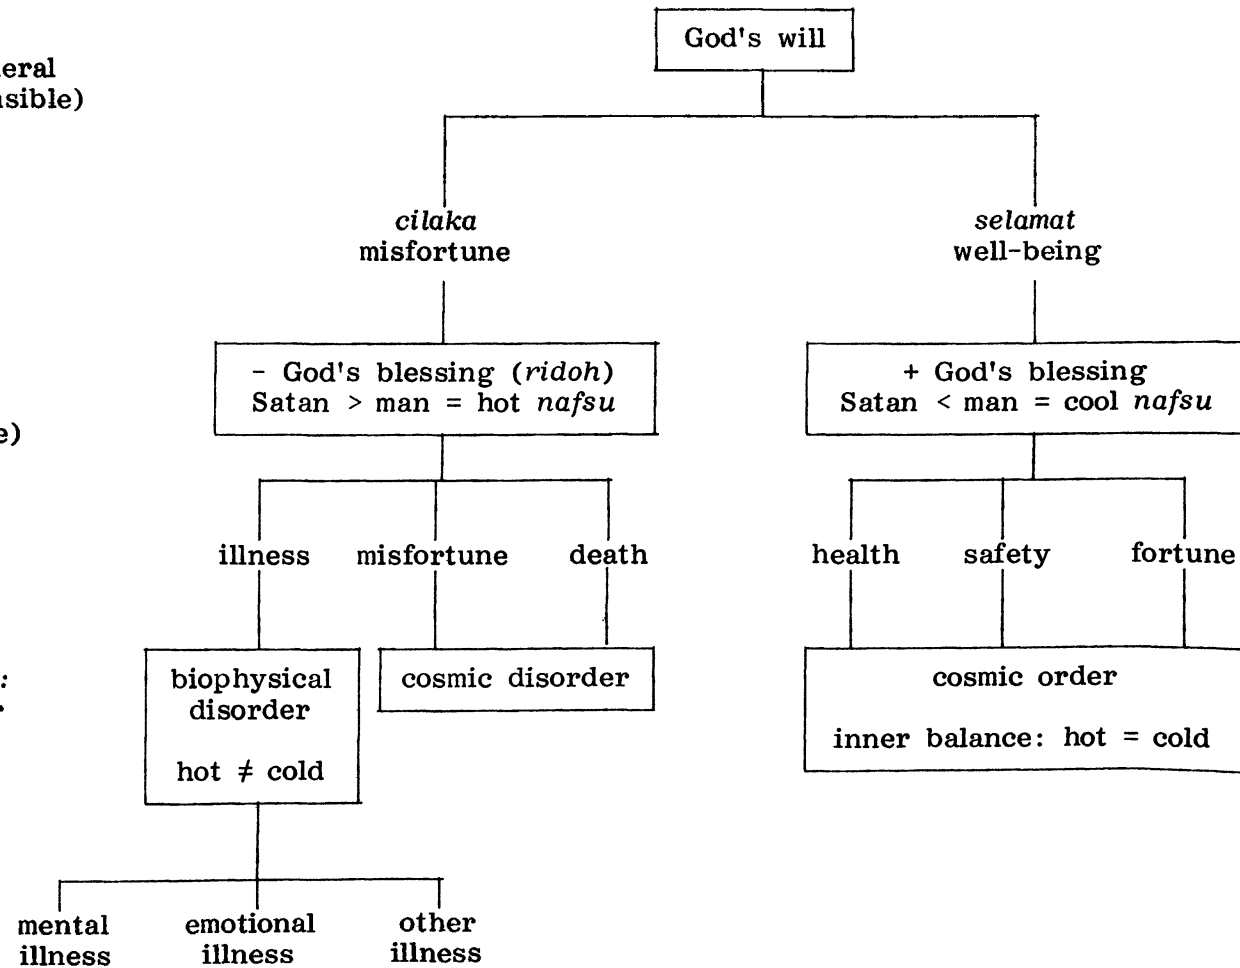 God's will
cilaka
misfortune
selamat
well-being
- God's blessing (ridoh)
Satan > man = hot nafsu
+ God's blessing
Satan < man = cool nafsu
illness misfortune death
health safety fortune
biophysical
disorder
hot ≠ cold
cosmic disorder
cosmic order
inner balance: hot = cold
mental
illness
emotional
illness
other
illness